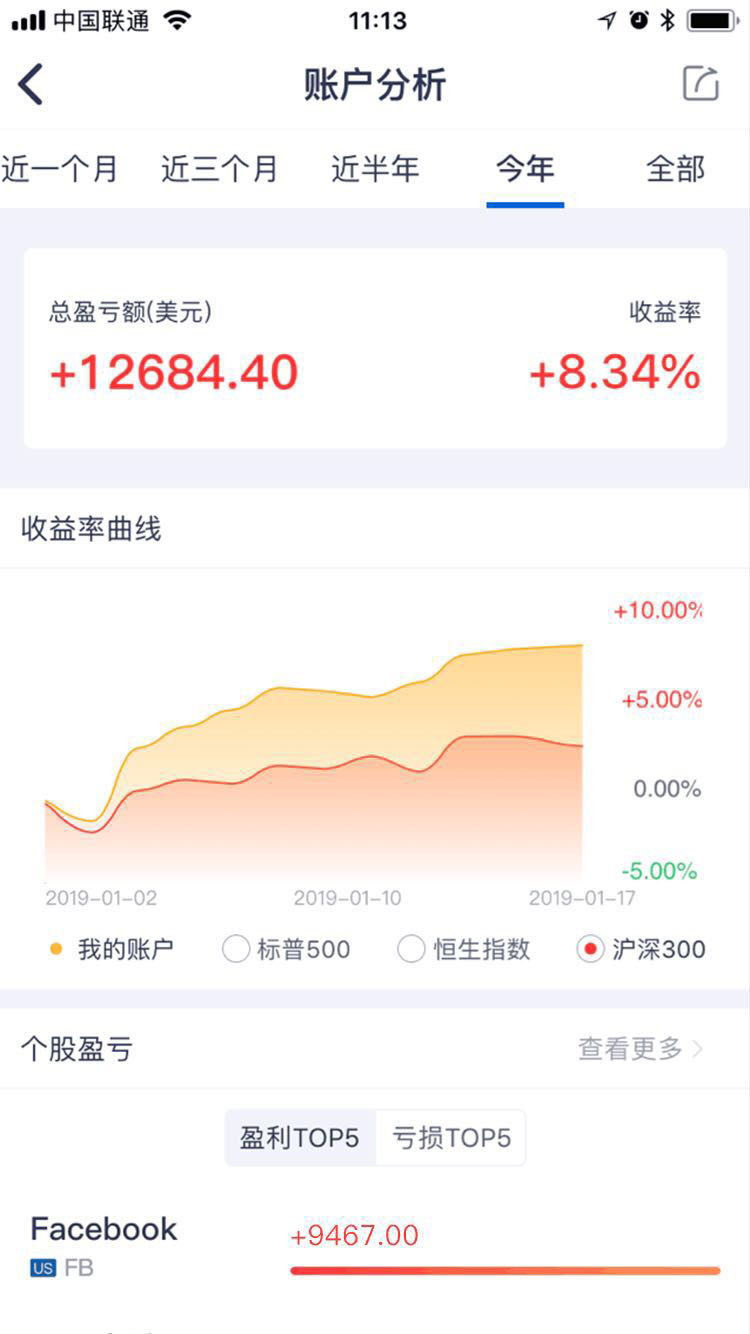 中国联通 11:13
账户分析
近一个月 近三个月 近半年 今年 全部
总盈亏额(美元) 收益率
+12684.40 +8.34%
收益率曲线
+10.00%
+5.00%
0.00%
-5.00%
2019-01-02 2019-01-10 2019-01-17
我的账户 标普500 恒生指数 沪深300
个股盈亏 查看更多
盈利TOP5 亏损TOP5
Facebook +9467.00
US FB